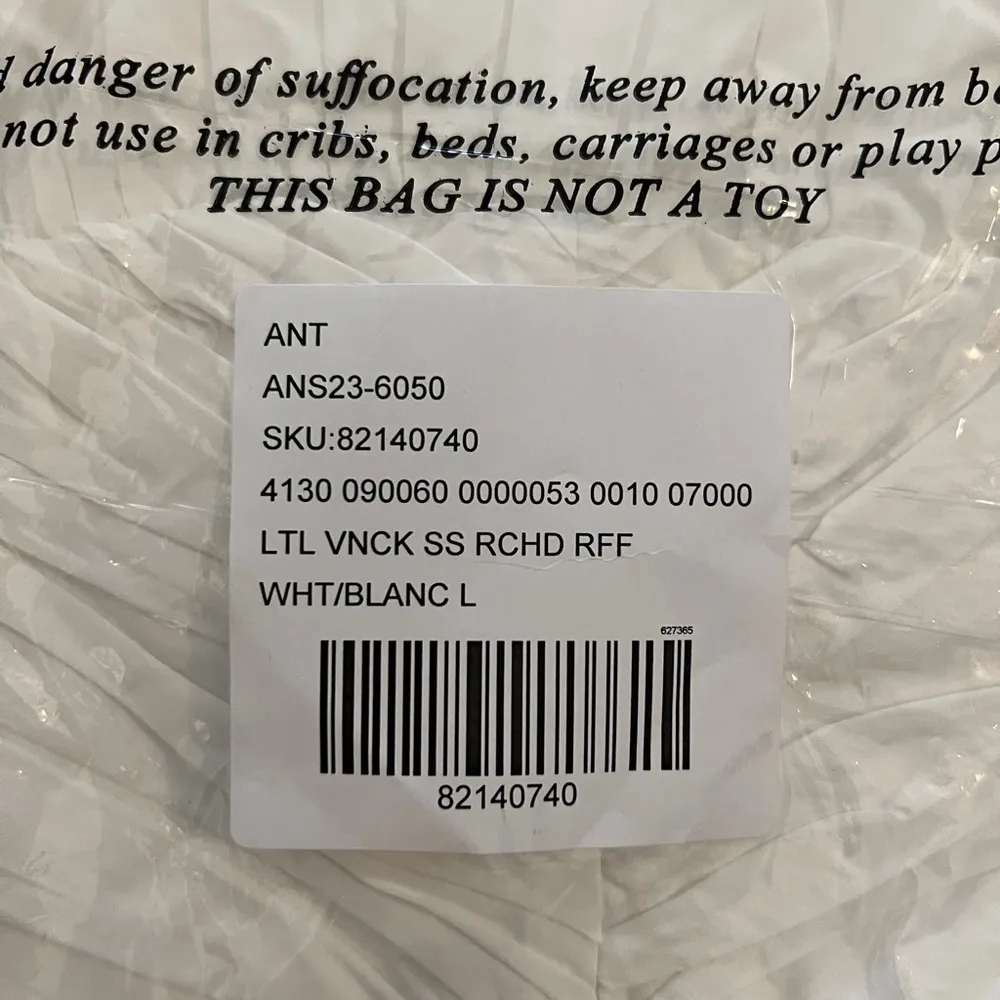 danger of suffocation, keep away from
not use in cribs, beds, carriages or play
THIS BAG IS NOT A TOY
ANT
ANS23-6050
SKU:82140740
4130 090060 0000053 0010 07000
LTL VNCK SS RCHD RFF
WHT/BLANC L
627365
82140740